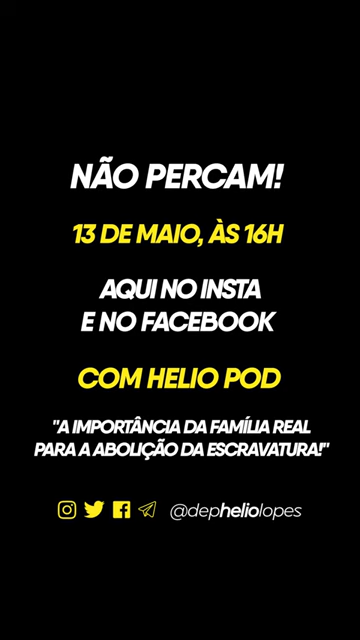 NÃO PERCAM!
13 DE MAIO, ÀS 16H
AQUI NO INSTA
E NO FACEBOOK
COM HELIO POD
"A IMPORTÂNCIA DA FAMÍLIA REAL
PARA A ABOLIÇÃO DA ESCRAVATURA!"
@depheliolopes